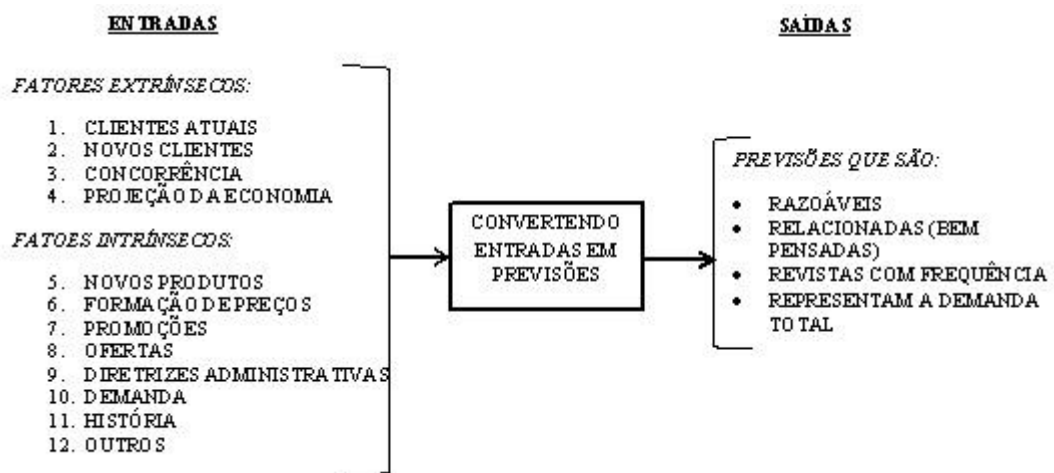 ENTRADAS
FATORES EXTRÍNSECOS:
1. CLIENTES ATUAIS
2. NOVOS CLIENTES
3. CONCORRÊNCIA
4. PROJEÇÃO DA ECONOMIA
FATOES INTRÍNSECOS:
5. NOVOS PRODUTOS
6. FORMAÇÃO DE PREÇOS
7. PROMOÇÕES
8. OFERTAS
9. DIRETRIZES ADMINISTRATIVAS
10. DEMANDA
11. HISTÓRIA
12. OUTROS
CONVERTENDO
ENTRADAS EM
PREVISÕES
SAÍDAS
PREVISÕES QUE SÃO:
• RAZOÁVEIS
• RELACIONADAS (BEM
PENSADAS)
• REVISTAS COM FREQUÊNCIA
• REPRESENTAM A DEMANDA
TOTAL